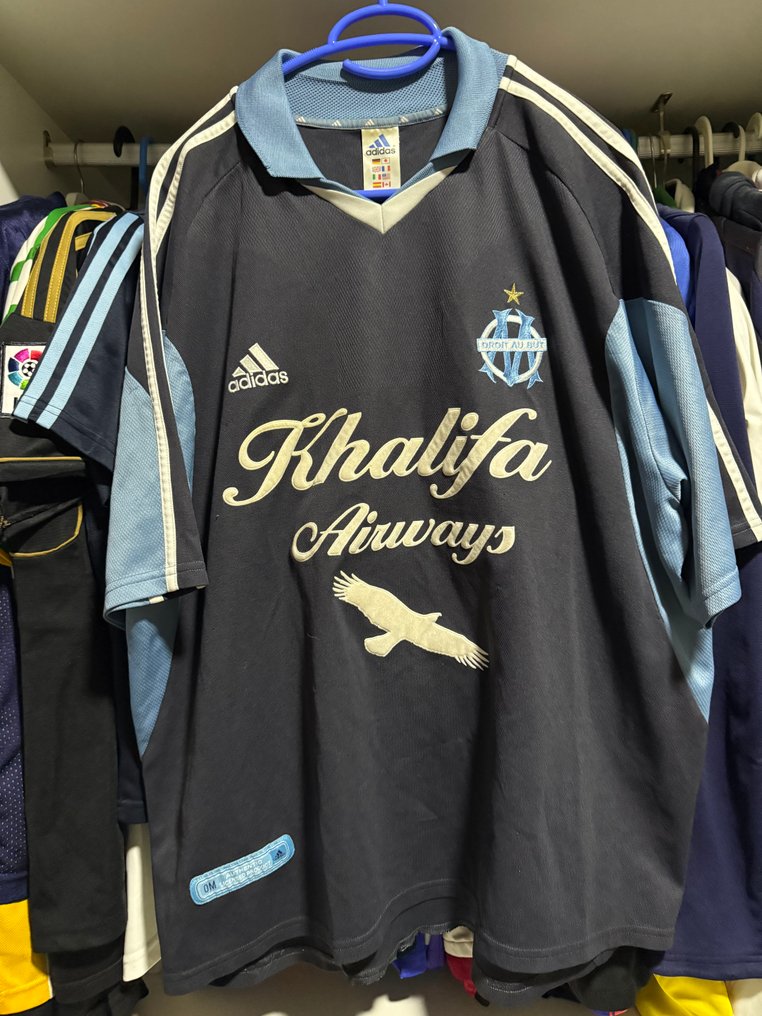 adidas
adidas
DROIT AU BUT
Khalifa
Airways
OM